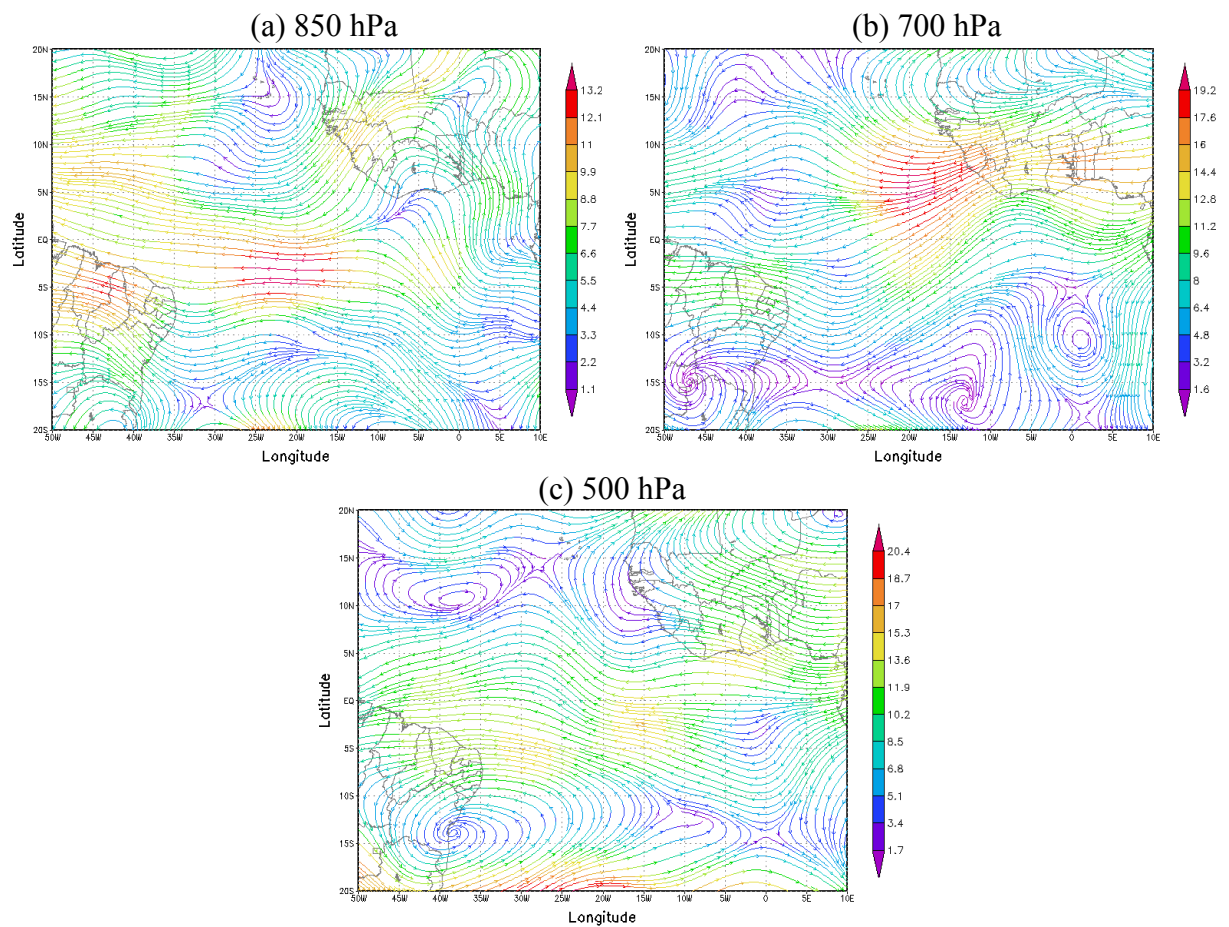 (a) 850 hPa
20N
15N
10N
5N
EQ
5S
10S
15S
20S
Latitude
50W 45W 40W 35W 30W 25W 20W 15W 10W 5W 0 5E 10E
Longitude
13.2
12.1
11
9.9
8.8
7.7
6.6
5.5
4.4
3.3
2.2
1.1
(b) 700 hPa
20N
15N
10N
5N
EQ
5S
10S
15S
20S
Latitude
50W 45W 40W 35W 30W 25W 20W 15W 10W 5W 0 5E 10E
Longitude
19.2
17.6
16
14.4
12.8
11.2
9.6
8
6.4
4.8
3.2
1.6
(c) 500 hPa
20N
15N
10N
5N
EQ
5S
10S
15S
20S
Latitude
50W 45W 40W 35W 30W 25W 20W 15W 10W 5W 0 5E 10E
Longitude
20.4
18.7
17
15.3
13.6
11.9
10.2
8.5
6.8
5.1
3.4
1.7